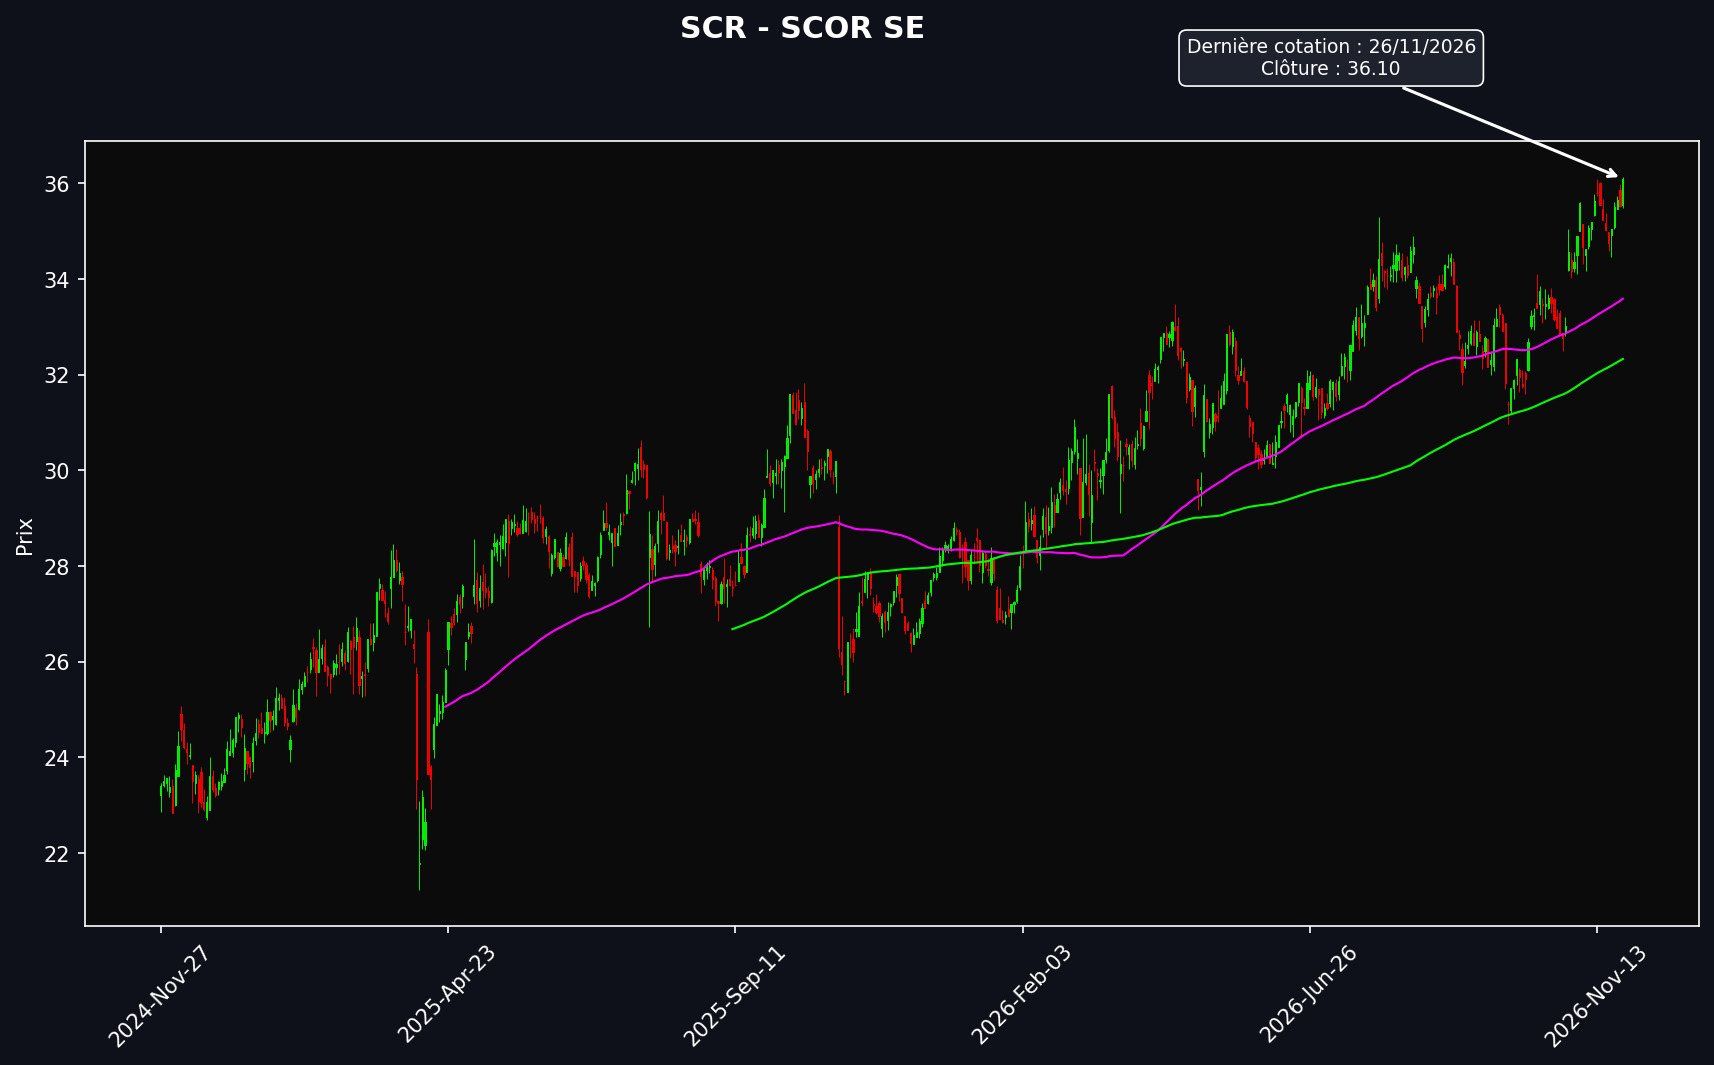 SCR - SCOR SE
Dernière cotation : 26/11/2026
Clôture : 36.10
Prix
36
34
32
30
28
26
24
22
2024-Nov-27
2025-Apr-23
2025-Sep-11
2026-Feb-03
2026-Jun-26
2026-Nov-13